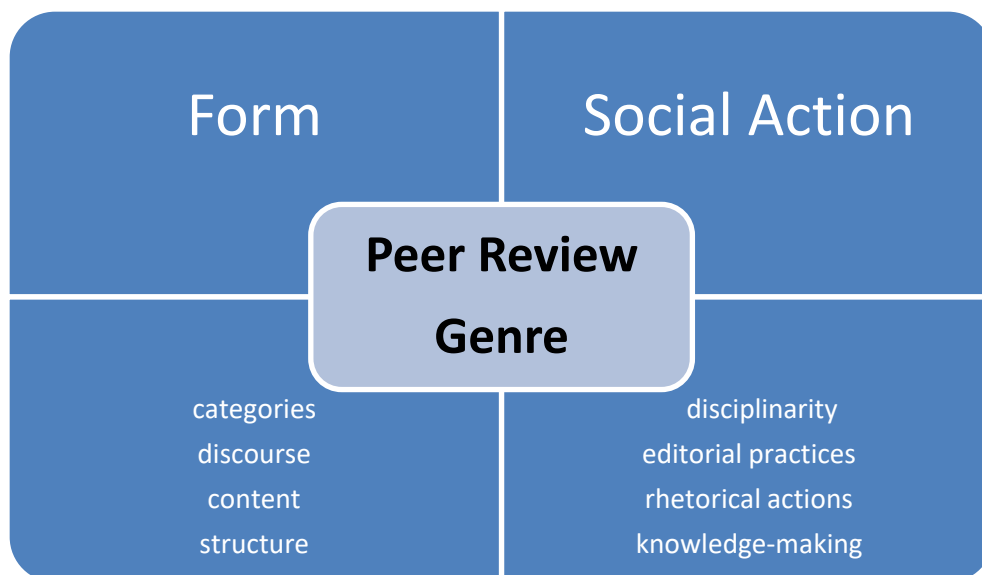 Form
Social Action
Peer Review
Genre
categories
discourse
content
structure
disciplinarity
editorial practices
rhetorical actions
knowledge-making